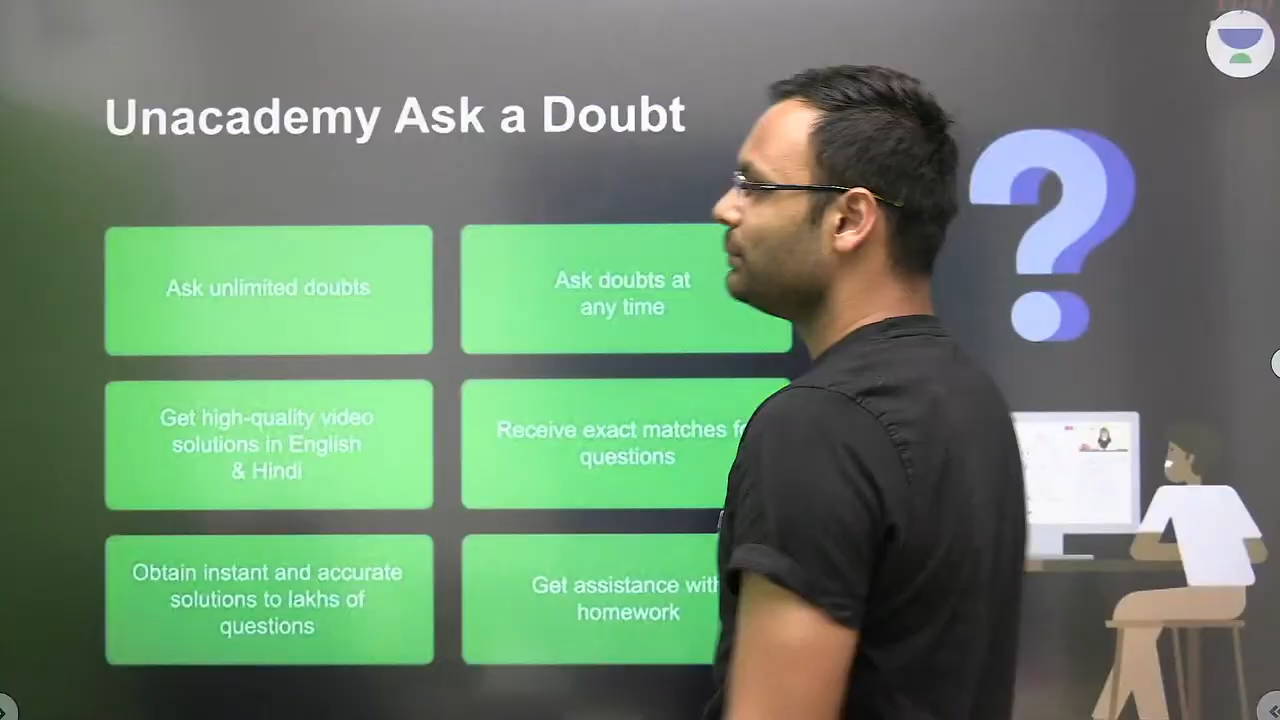 Unacademy Ask a Doubt
Ask unlimited doubts
Ask doubts at
any time
Get high-quality video
solutions in English
& Hindi
Receive exact matches
questions
Obtain instant and accurate
solutions to lakhs of
questions
Get assistance with
homework